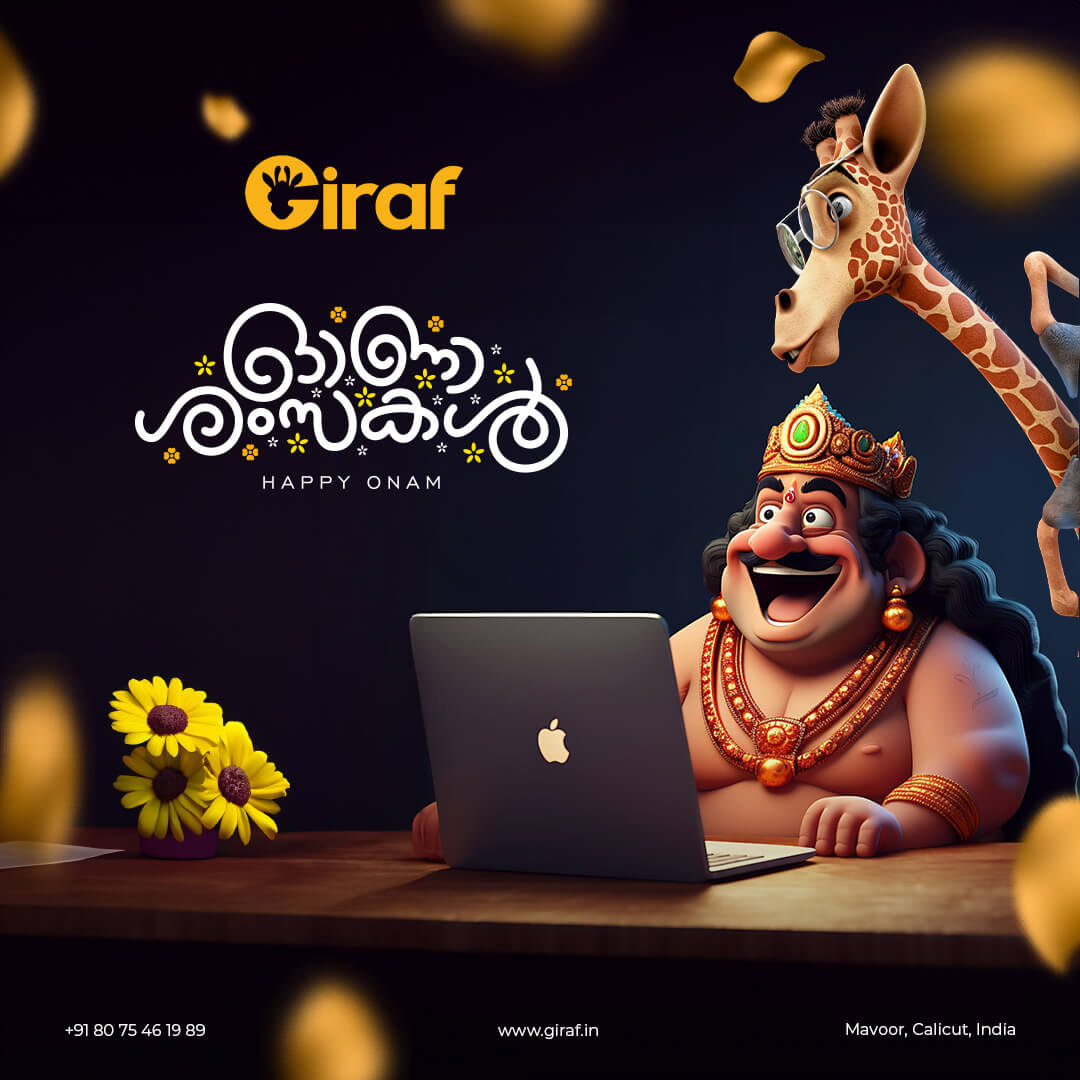 Giraf
ഓണാ
ശംസകൾ
HAPPY ONAM
+91 80 75 46 19 89
www.giraf.in
Mavoor, Calicut, India